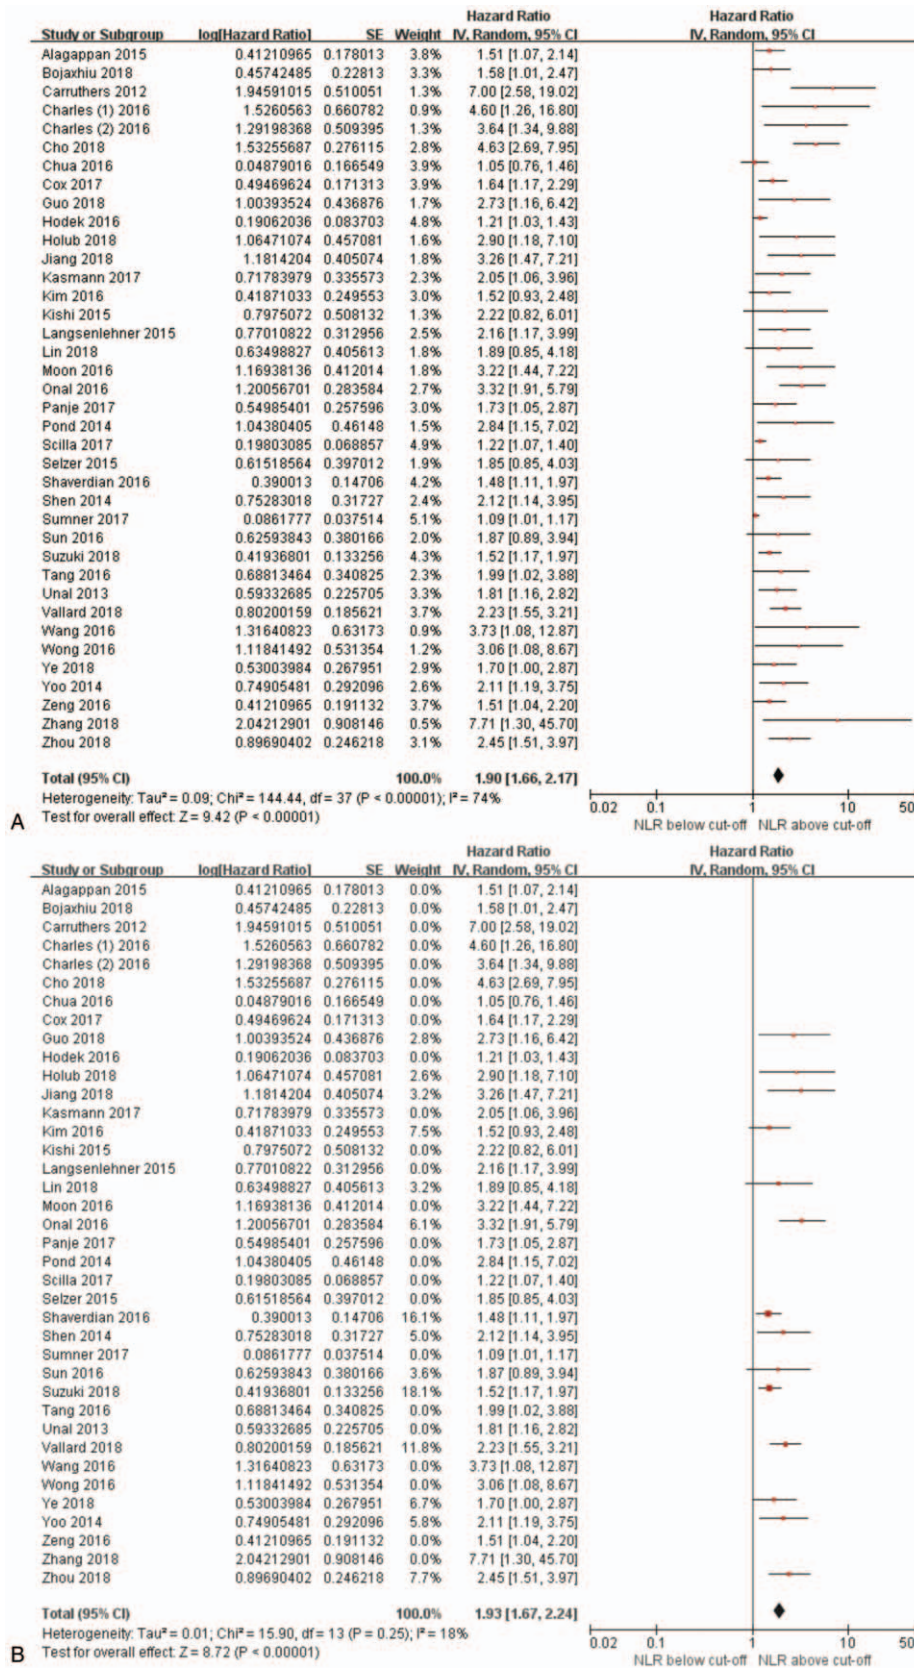 Hazard Ratio Hazard Ratio
Study or Subgroup log[Hazard Ratio] SE Weight IV, Random, 95% CI IV, Random, 95% CI
Alagappan 2015 0.41210965 0.178013 3.8% 1.51 [1.07, 2.14]
Bojaxhiu 2018 0.45742485 0.22813 3.3% 1.58 [1.01, 2.47]
Carruthers 2012 1.94591015 0.510051 1.3% 7.00 [2.58, 19.02]
Charles (1) 2016 1.5260563 0.660782 0.9% 4.60 [1.26, 16.80]
Charles (2) 2016 1.29198368 0.509395 1.3% 3.64 [1.34, 9.88]
Cho 2018 1.53255687 0.276115 2.8% 4.63 [2.69, 7.95]
Chua 2016 0.04879016 0.166549 3.9% 1.05 [0.76, 1.46]
Cox 2017 0.49469624 0.171313 3.9% 1.64 [1.17, 2.29]
Guo 2018 1.00393524 0.436876 1.7% 2.73 [1.16, 6.42]
Hodek 2016 0.19062036 0.083703 4.8% 1.21 [1.03, 1.43]
Holub 2018 1.06471074 0.457081 1.6% 2.90 [1.18, 7.10]
Jiang 2018 1.1814204 0.405074 1.8% 3.26 [1.47, 7.21]
Kasmann 2017 0.71783979 0.335573 2.3% 2.05 [1.06, 3.96]
Kim 2016 0.41871033 0.249553 3.0% 1.52 [0.93, 2.48]
Kishi 2015 0.7975072 0.508132 1.3% 2.22 [0.82, 6.01]
Langsenlehner 2015 0.77010822 0.312956 2.5% 2.16 [1.17, 3.99]
Lin 2018 0.63498827 0.405613 1.8% 1.89 [0.85, 4.18]
Moon 2016 1.16938136 0.412014 1.8% 3.22 [1.44, 7.22]
Onal 2016 1.20056701 0.283584 2.7% 3.32 [1.91, 5.79]
Panje 2017 0.54985401 0.257596 3.0% 1.73 [1.05, 2.87]
Pond 2014 1.04380405 0.46148 1.5% 2.84 [1.15, 7.02]
Scilla 2017 0.19803085 0.068857 4.9% 1.22 [1.07, 1.40]
Selzer 2015 0.61518564 0.397012 1.9% 1.85 [0.85, 4.03]
Shaverdian 2016 0.390013 0.14706 4.2% 1.48 [1.11, 1.97]
Shen 2014 0.75283018 0.31727 2.4% 2.12 [1.14, 3.95]
Sumner 2017 0.0861777 0.037514 5.1% 1.09 [1.01, 1.17]
Sun 2016 0.62593843 0.380166 2.0% 1.87 [0.89, 3.94]
Suzuki 2018 0.41936801 0.133256 4.3% 1.52 [1.17, 1.97]
Tang 2016 0.68813464 0.340825 2.3% 1.99 [1.02, 3.88]
Unal 2013 0.59332685 0.225705 3.3% 1.81 [1.16, 2.82]
Vallard 2018 0.80200159 0.185621 3.7% 2.23 [1.55, 3.21]
Wang 2016 1.31640823 0.63173 0.9% 3.73 [1.08, 12.87]
Wong 2016 1.11841492 0.531354 1.2% 3.06 [1.08, 8.67]
Ye 2018 0.53003984 0.267951 2.9% 1.70 [1.00, 2.87]
Yoo 2014 0.74905481 0.292096 2.6% 2.11 [1.19, 3.75]
Zeng 2016 0.41210965 0.191132 3.7% 1.51 [1.04, 2.20]
Zhang 2018 2.04212901 0.908146 0.5% 7.71 [1.30, 45.70]
Zhou 2018 0.89690402 0.246218 3.1% 2.45 [1.51, 3.97]
Total (95% CI) 100.0% 1.90 [1.66, 2.17]
Heterogeneity: Tau² = 0.09; Chi² = 144.44, df = 37 (P < 0.00001); I² = 74%
Test for overall effect: Z = 9.42 (P < 0.00001)
0.02 0.1 1 10 50
NLR below cut-off NLR above cut-off
A
Hazard Ratio Hazard Ratio
Study or Subgroup log[Hazard Ratio] SE Weight IV, Random, 95% CI IV, Random, 95% CI
Alagappan 2015 0.41210965 0.178013 0.0% 1.51 [1.07, 2.14]
Bojaxhiu 2018 0.45742485 0.22813 0.0% 1.58 [1.01, 2.47]
Carruthers 2012 1.94591015 0.510051 0.0% 7.00 [2.58, 19.02]
Charles (1) 2016 1.5260563 0.660782 0.0% 4.60 [1.26, 16.80]
Charles (2) 2016 1.29198368 0.509395 0.0% 3.64 [1.34, 9.88]
Cho 2018 1.53255687 0.276115 0.0% 4.63 [2.69, 7.95]
Chua 2016 0.04879016 0.166549 0.0% 1.05 [0.76, 1.46]
Cox 2017 0.49469624 0.171313 0.0% 1.64 [1.17, 2.29]
Guo 2018 1.00393524 0.436876 2.8% 2.73 [1.16, 6.42]
Hodek 2016 0.19062036 0.083703 0.0% 1.21 [1.03, 1.43]
Holub 2018 1.06471074 0.457081 2.6% 2.90 [1.18, 7.10]
Jiang 2018 1.1814204 0.405074 3.2% 3.26 [1.47, 7.21]
Kasmann 2017 0.71783979 0.335573 0.0% 2.05 [1.06, 3.96]
Kim 2016 0.41871033 0.249553 7.5% 1.52 [0.93, 2.48]
Kishi 2015 0.7975072 0.508132 0.0% 2.22 [0.82, 6.01]
Langsenlehner 2015 0.77010822 0.312956 0.0% 2.16 [1.17, 3.99]
Lin 2018 0.63498827 0.405613 3.2% 1.89 [0.85, 4.18]
Moon 2016 1.16938136 0.412014 0.0% 3.22 [1.44, 7.22]
Onal 2016 1.20056701 0.283584 6.1% 3.32 [1.91, 5.79]
Panje 2017 0.54985401 0.257596 0.0% 1.73 [1.05, 2.87]
Pond 2014 1.04380405 0.46148 0.0% 2.84 [1.15, 7.02]
Scilla 2017 0.19803085 0.068857 0.0% 1.22 [1.07, 1.40]
Selzer 2015 0.61518564 0.397012 0.0% 1.85 [0.85, 4.03]
Shaverdian 2016 0.390013 0.14706 16.1% 1.48 [1.11, 1.97]
Shen 2014 0.75283018 0.31727 5.0% 2.12 [1.14, 3.95]
Sumner 2017 0.0861777 0.037514 0.0% 1.09 [1.01, 1.17]
Sun 2016 0.62593843 0.380166 3.6% 1.87 [0.89, 3.94]
Suzuki 2018 0.41936801 0.133256 18.1% 1.52 [1.17, 1.97]
Tang 2016 0.68813464 0.340825 0.0% 1.99 [1.02, 3.88]
Unal 2013 0.59332685 0.225705 0.0% 1.81 [1.16, 2.82]
Vallard 2018 0.80200159 0.185621 11.8% 2.23 [1.55, 3.21]
Wang 2016 1.31640823 0.63173 0.0% 3.73 [1.08, 12.87]
Wong 2016 1.11841492 0.531354 0.0% 3.06 [1.08, 8.67]
Ye 2018 0.53003984 0.267951 6.7% 1.70 [1.00, 2.87]
Yoo 2014 0.74905481 0.292096 5.8% 2.11 [1.19, 3.75]
Zeng 2016 0.41210965 0.191132 0.0% 1.51 [1.04, 2.20]
Zhang 2018 2.04212901 0.908146 0.0% 7.71 [1.30, 45.70]
Zhou 2018 0.89690402 0.246218 7.7% 2.45 [1.51, 3.97]
Total (95% CI) 100.0% 1.93 [1.67, 2.24]
Heterogeneity: Tau² = 0.01; Chi² = 15.90, df = 13 (P = 0.25); I² = 18%
Test for overall effect: Z = 8.72 (P < 0.00001)
0.02 0.1 1 10 50
NLR below cut-off NLR above cut-off
B